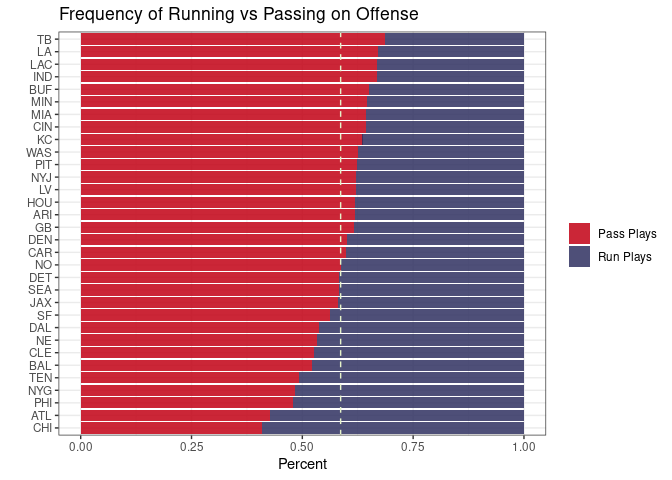 Frequency of Running vs Passing on Offense
TB
LA
LAC
IND
BUF
MIN
MIA
CIN
KC
WAS
PIT
NYJ
LV
HOU
ARI
GB
DEN
CAR
NO
DET
SEA
JAX
SF
DAL
NE
CLE
BAL
TEN
NYG
PHI
ATL
CHI
Pass Plays
Run Plays
0.00 0.25 0.50 0.75 1.00
Percent